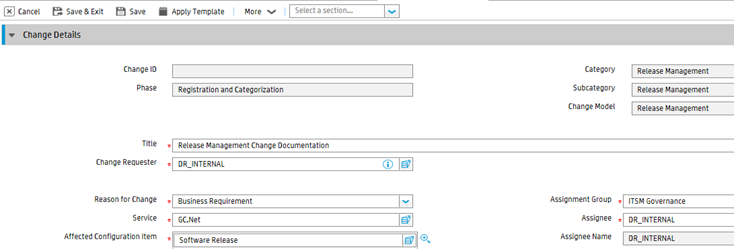 Cancel Save & Exit Save Apply Template More Select a section...
Change Details
Change ID Category Release Management
Phase Registration and Categorization Subcategory Release Management
Change Model Release Management
Title * Release Management Change Documentation
Change Requester * DR_INTERNAL
Reason for Change * Business Requirement Assignment Group * ITSM Governance
Service * GC.Net Assignee * DR_INTERNAL
Affected Configuration Item * Software Release Assignee Name DR_INTERNAL